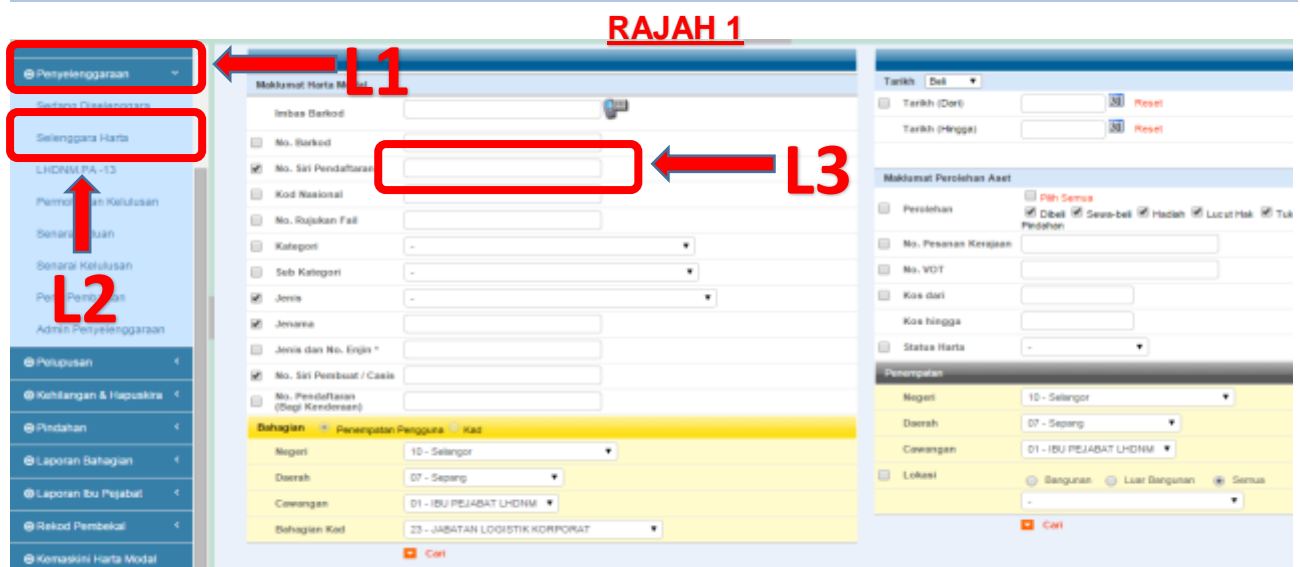 RAJAH 1
L1
L2
L3
Penyelenggaraan
Sedang Diselenggara
Selenggara Harta
LHDNM.PA -13
Kelulusan
Senarai Kelulusan
Admin Penyelenggaraan
Pelupusan
Kehilangan & Hapuskira
Pindahan
Laporan Bahagian
Laporan Ibu Pejabat
Rekod Pembekal
Kemaskini Harta Modal
Maklumat Harta
Imbas Barkod
No. Barkod
No. Siri Pendaftaran
Kod Nasional
No. Rujukan Fail
Kategori -
Sub Kategori -
Jenis -
Jenama
Jenis dan No. Enjin *
No. Siri Pembuat / Casis
No. Pendaftaran
(Bagi Kenderaan)
Bahagian Penempatan Pengguna Kad
Negeri 10 - Selangor
Daerah 07 - Sepang
Cawangan 01 - IBU PEJABAT LHDNM
Bahagian Kad 23 - JABATAN LOGISTIK KORPORAT
Cari
Tarikh Beli
Tarikh (Dari) Reset
Tarikh (Hingga) Reset
Maklumat Perolehan Aset
Pilih Semua
Perolehan Dibeli Sewa-beli Hadiah Lucut Hak Tuk
Pindahan
No. Pesanan Kerajaan
No. VOT
Kos dari
Kos hingga
Status Harta -
Penempatan
Negeri 10 - Selangor
Daerah 07 - Sepang
Cawangan 01 - IBU PEJABAT LHDNM
Lokasi Bangunan Luar Bangunan Semua
-
Cari